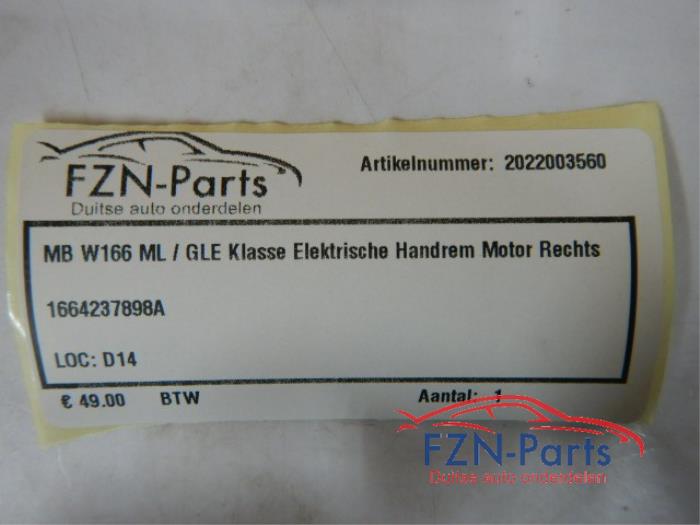 FZN-Parts
Duitse auto onderdelen
Artikelnummer: 2022003560
MB W166 ML / GLE Klasse Elektrische Handrem Motor Rechts
1664237898A
LOC: D14
€ 49.00 BTW Aantal: 1
FZN-Parts
Duitse auto onderdelen